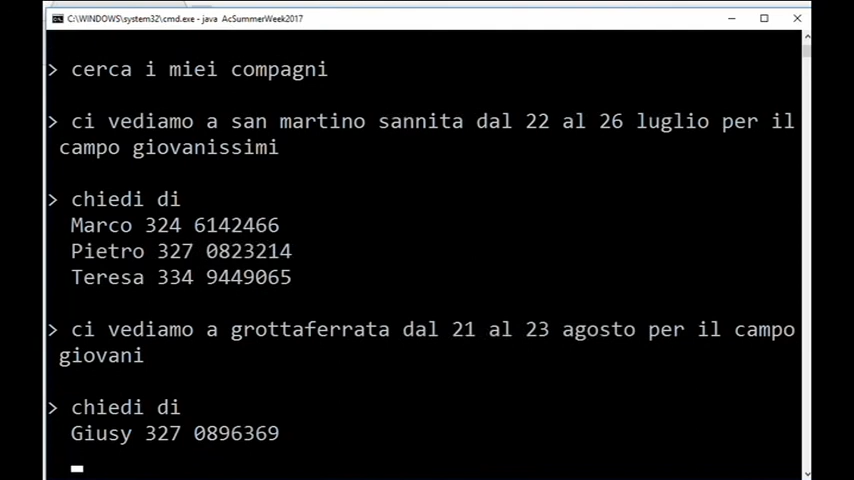 C:\WINDOWS\system32\cmd.exe - java AcSummerWeek2017
> cerca i miei compagni
> ci vediamo a san martino sannita dal 22 al 26 luglio per il
campo giovanissimi
> chiedi di
Marco 324 6142466
Pietro 327 0823214
Teresa 334 9449065
> ci vediamo a grottaferrata dal 21 al 23 agosto per il campo
giovani
> chiedi di
Giusy 327 0896369